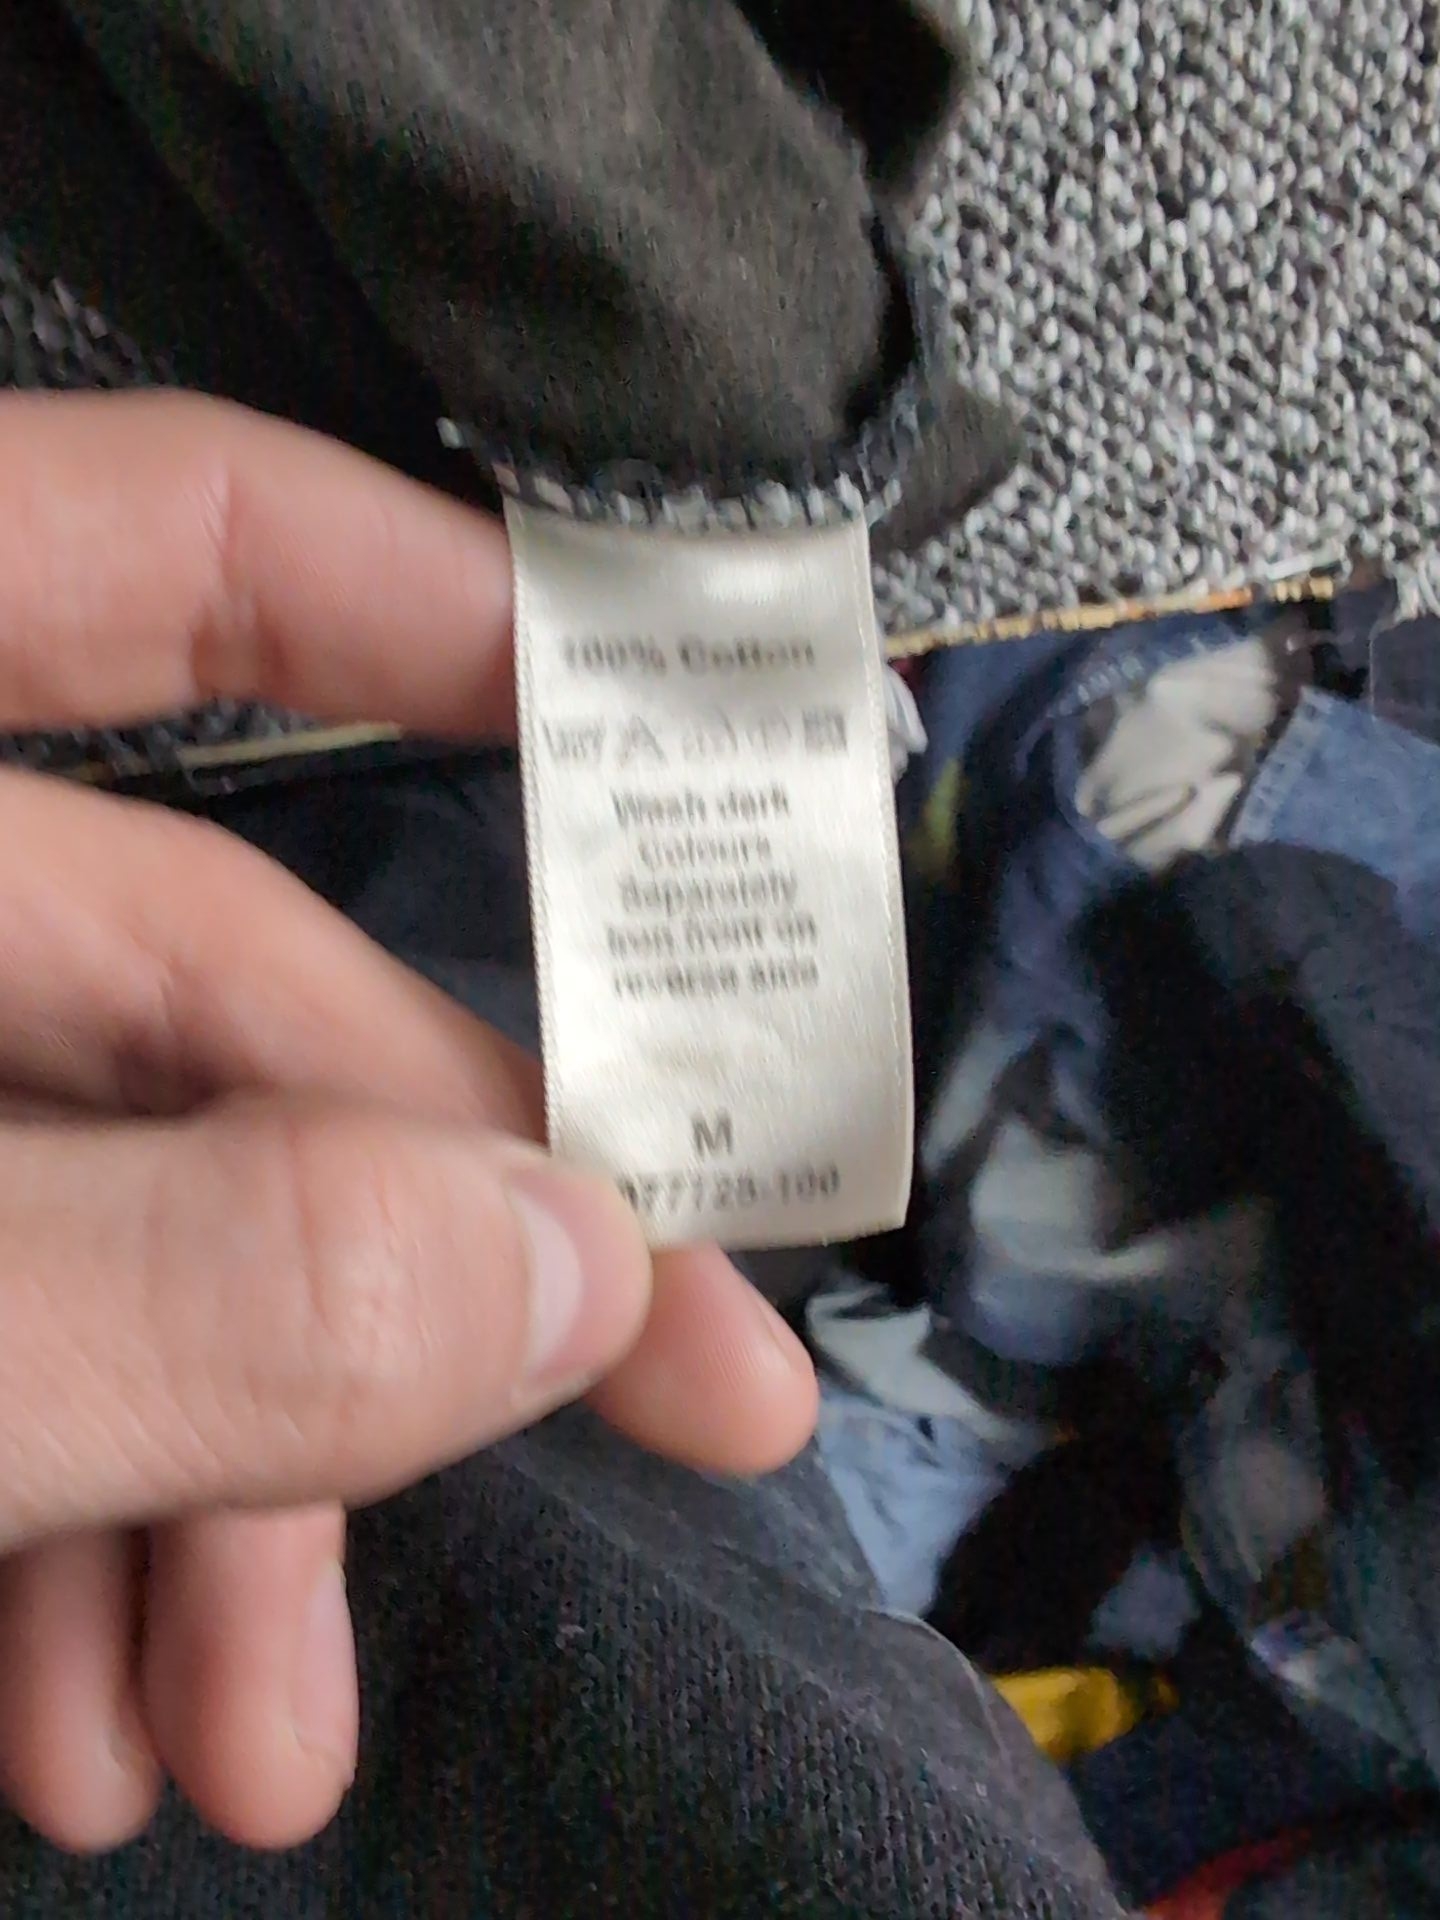 100% Cotton
Wash dark
Colours
Separately
Iron front on
reverse side
M